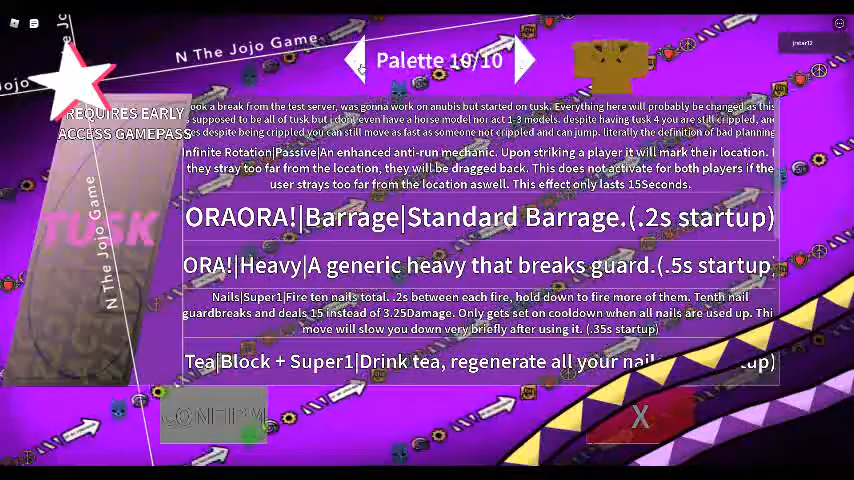 N The Jojo Game
Palette 10/10
jrstar12
Jojo
REQUIRES EARLY
ACCESS GAMEPASS
TUSK
N The Jojo Game
ook a break from the test server, was gonna work on anubis but started on tusk. Everything here will probably be changed as this
s supposed to be all of tusk but i dont even have a horse model nor act 1-3 models. despite having tusk 4 you are still crippled, and
es despite being crippled you can still move as fast as someone not crippled and can jump. literally the definition of bad planning
Infinite Rotation|Passive|An enhanced anti-run mechanic. Upon striking a player it will mark their location. I
they stray too far from the location, they will be dragged back. This does not activate for both players if the
user strays too far from the location aswell. This effect only lasts 15Seconds.
ORAORA!|Barrage|Standard Barrage.(.2s startup)
ORA!|Heavy|A generic heavy that breaks guard.(.5s startup)
Nails|Super1|Fire ten nails total. .2s between each fire, hold down to fire more of them. Tenth nail
guardbreaks and deals 15 instead of 3.25Damage. Only gets set on cooldown when all nails are used up. Thi
move will slow you down very briefly after using it. (.35s startup)
Tea|Block + Super1|Drink tea, regenerate all your nail up)
CONFIRM
X